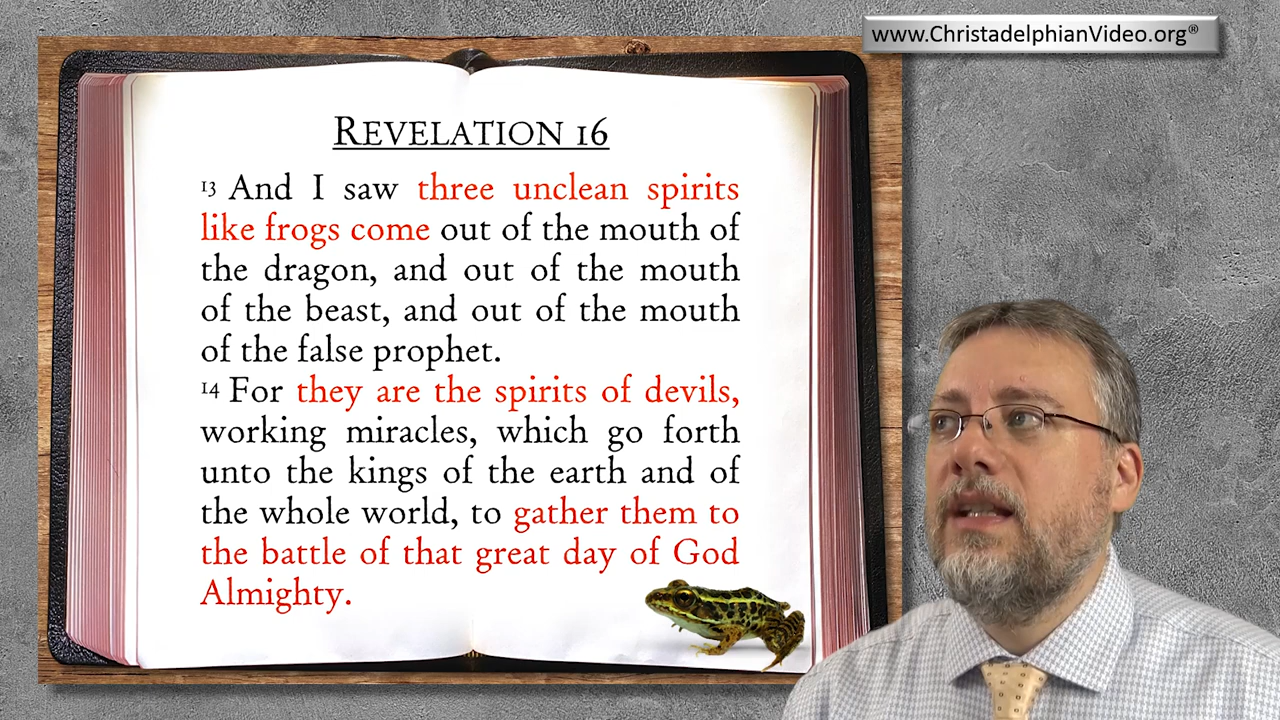 www.ChristadelphianVideo.org®
REVELATION 16
13 And I saw three unclean spirits
like frogs come out of the mouth of
the dragon, and out of the mouth
of the beast, and out of the mouth
of the false prophet.
14 For they are the spirits of devils,
working miracles, which go forth
unto the kings of the earth and of
the whole world, to gather them to
the battle of that great day of God
Almighty.